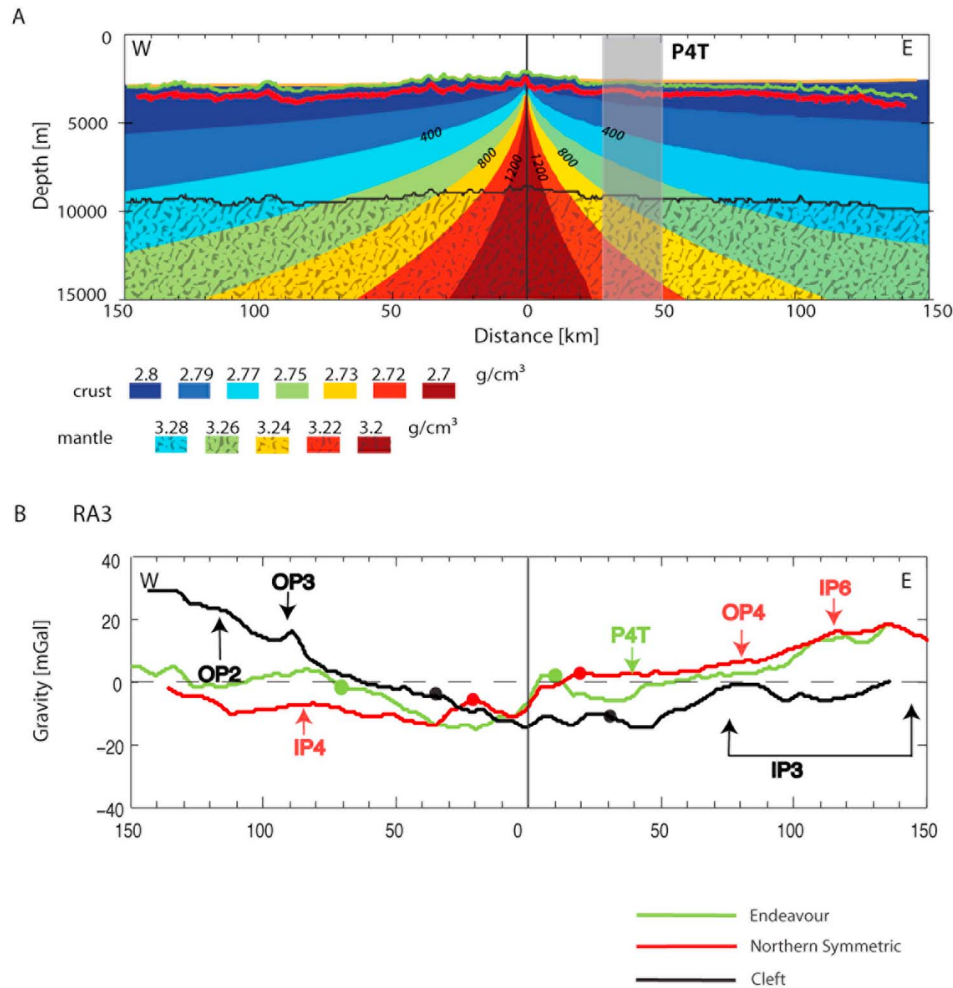 A
0
W
E
P4T
5000
10000
15000
Depth [m]
400
800
1200
1200
800
400
150
100
50
0
50
100
150
Distance [km]
2.8 2.79 2.77 2.75 2.73 2.72 2.7 g/cm³
crust
3.28 3.26 3.24 3.22 3.2 g/cm³
mantle
B RA3
40
W
E
OP3
IP6
OP4
P4T
20
OP2
0
Gravity [mGal]
IP4
-20
IP3
-40
150 100 50 0 50 100 150
Endeavour
Northern Symmetric
Cleft